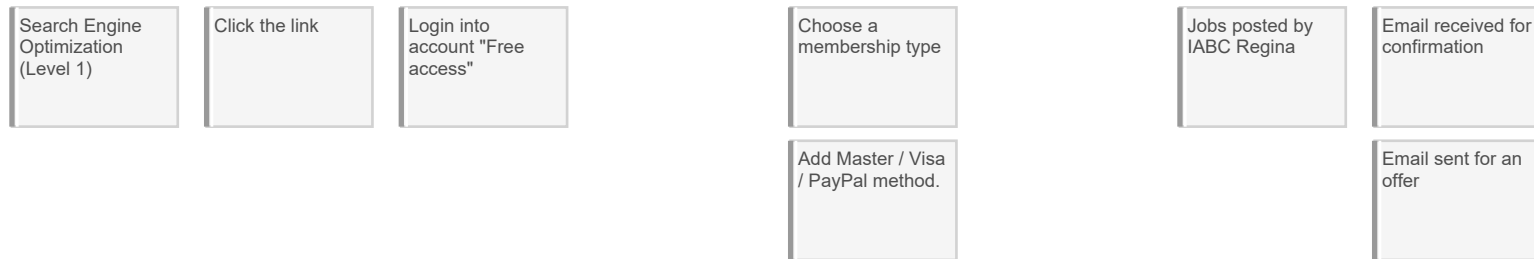 Search Engine
Optimization
(Level 1)
Click the link
Login into
account "Free
access"
Choose a
membership type
Jobs posted by
IABC Regina
Email received for
confirmation
Add Master / Visa
/ PayPal method.
Email sent for an
offer